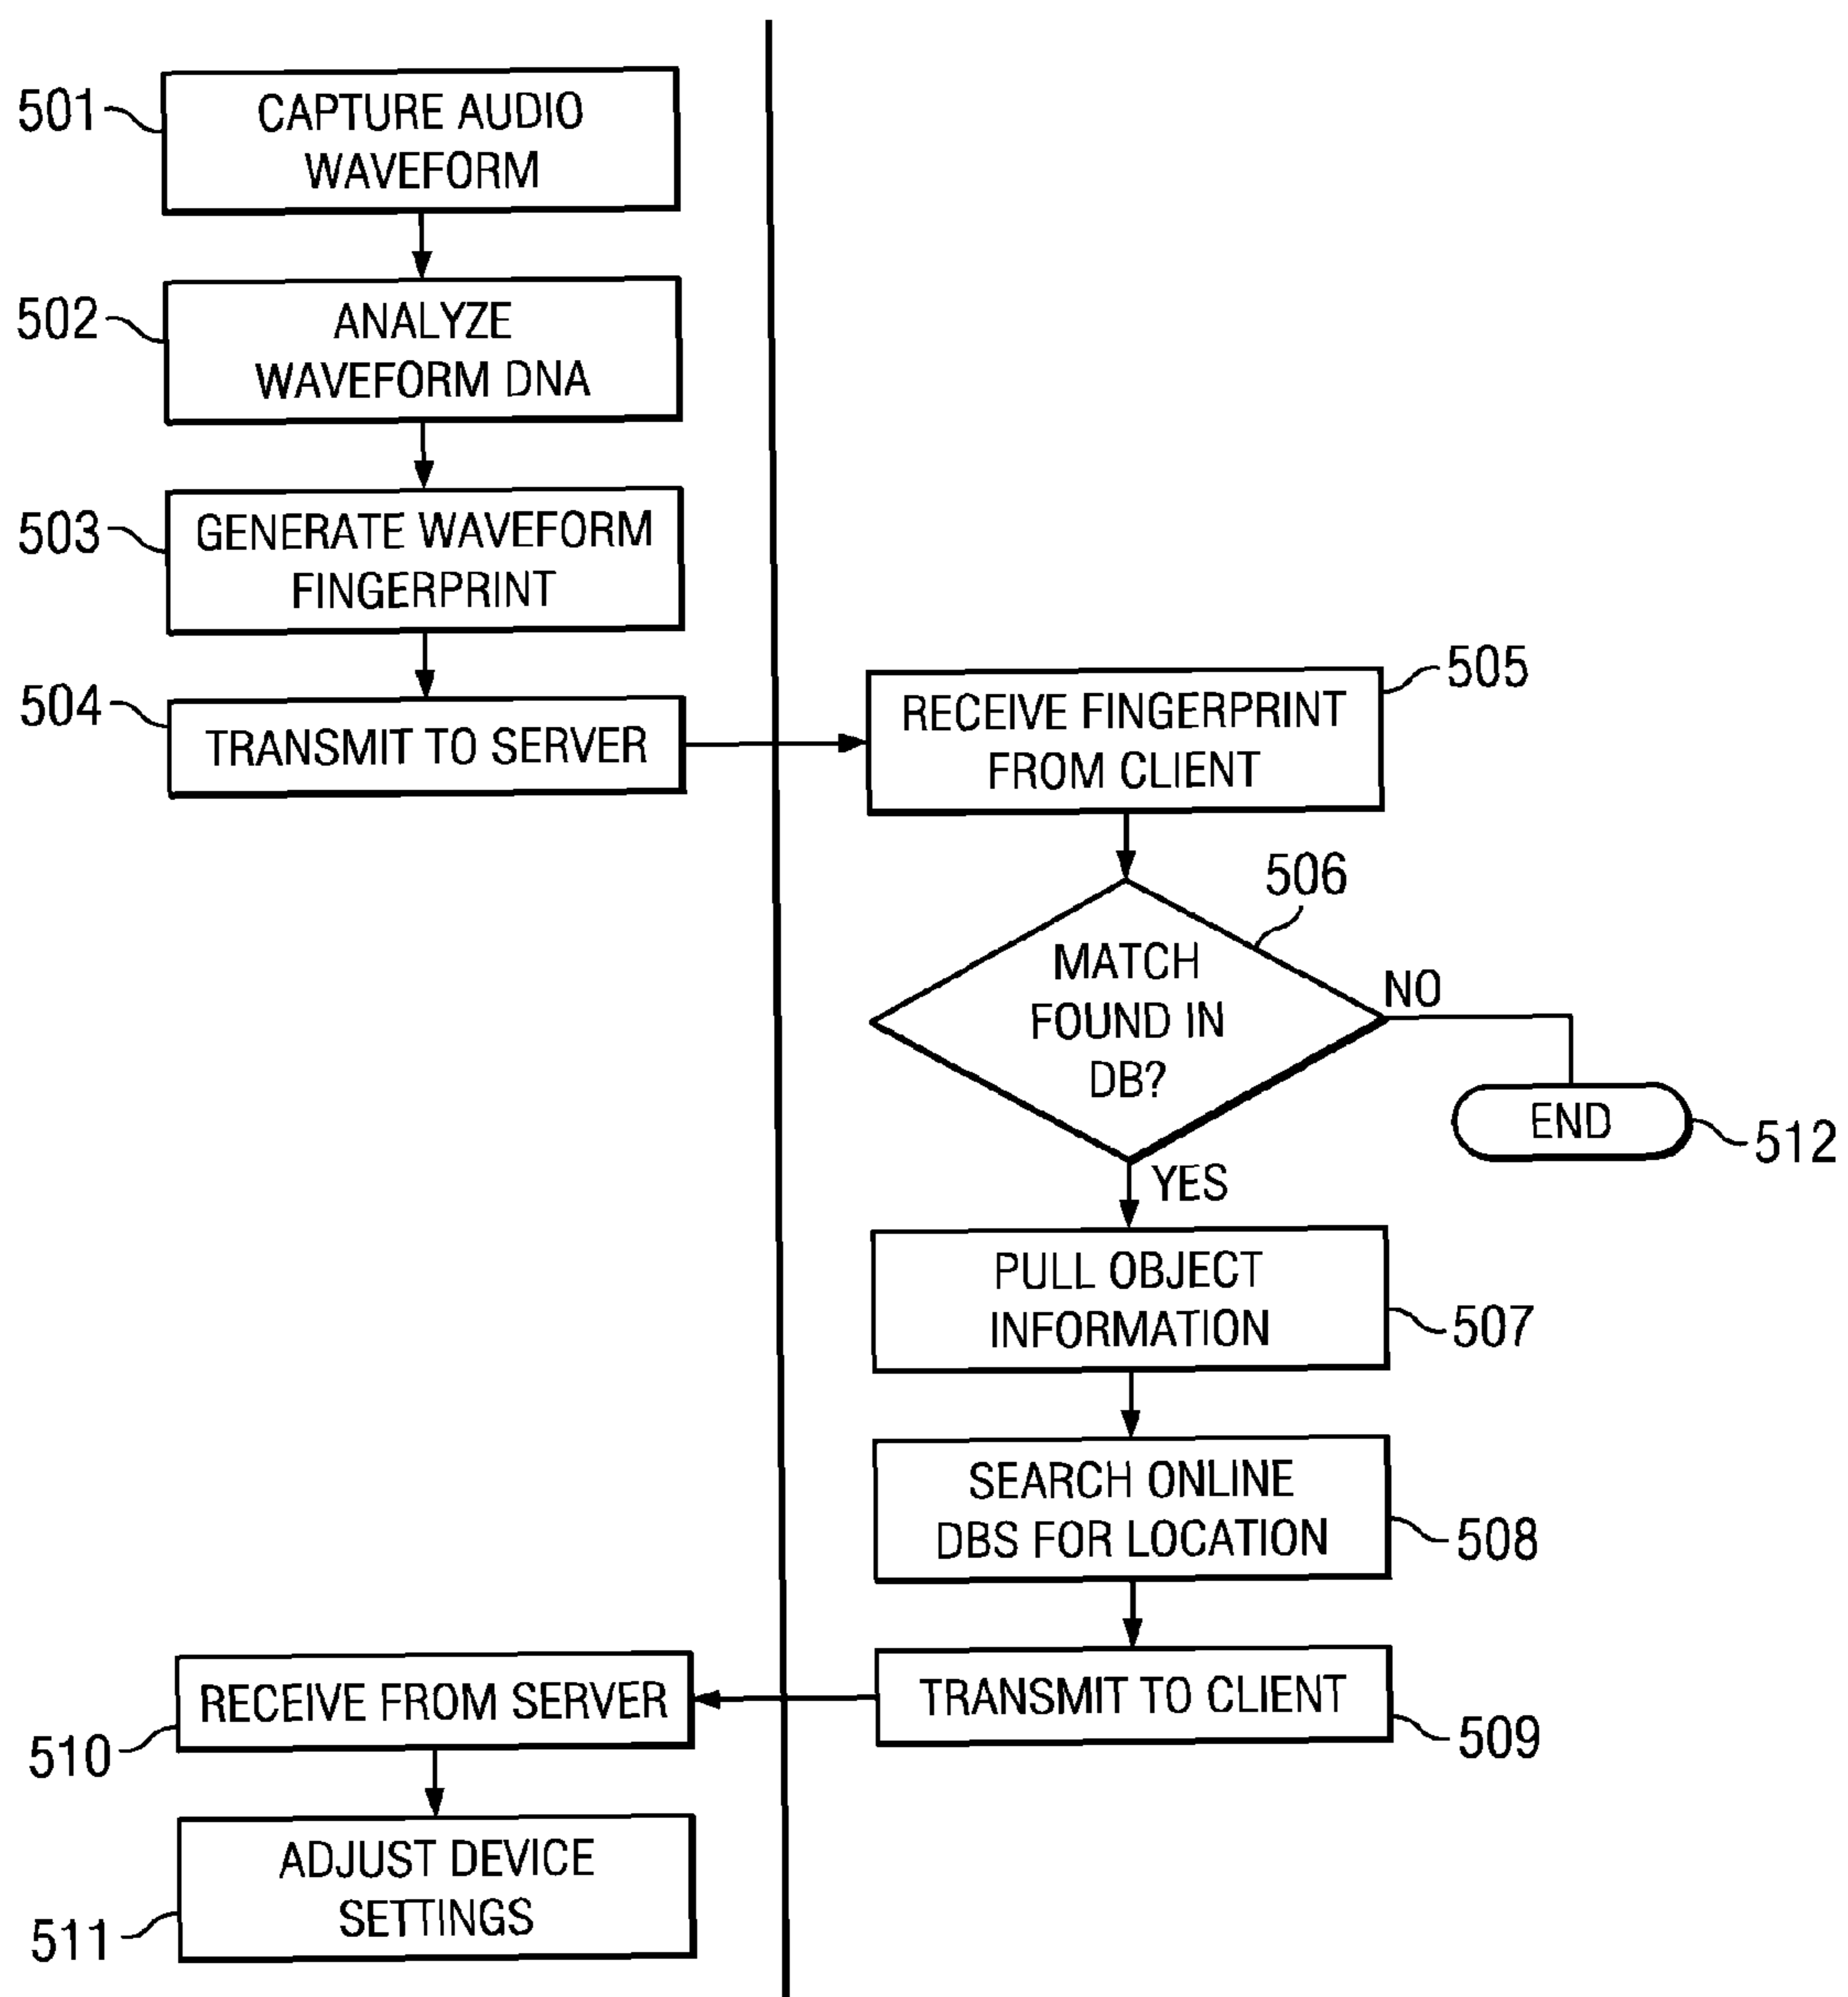 501
CAPTURE AUDIO
WAVEFORM
502
ANALYZE
WAVEFORM DNA
503
GENERATE WAVEFORM
FINGERPRINT
504
TRANSMIT TO SERVER
505
RECEIVE FINGERPRINT
FROM CLIENT
506
MATCH
FOUND IN
DB?
NO
END
512
YES
PULL OBJECT
INFORMATION
507
SEARCH ONLINE
DBS FOR LOCATION
508
TRANSMIT TO CLIENT
509
RECEIVE FROM SERVER
510
ADJUST DEVICE
SETTINGS
511